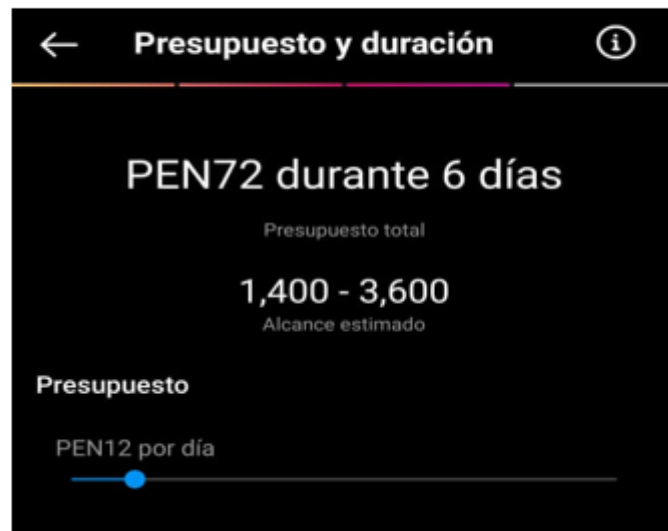 Presupuesto y duración
PEN72 durante 6 días
Presupuesto total
1,400 - 3,600
Alcance estimado
Presupuesto
PEN12 por día